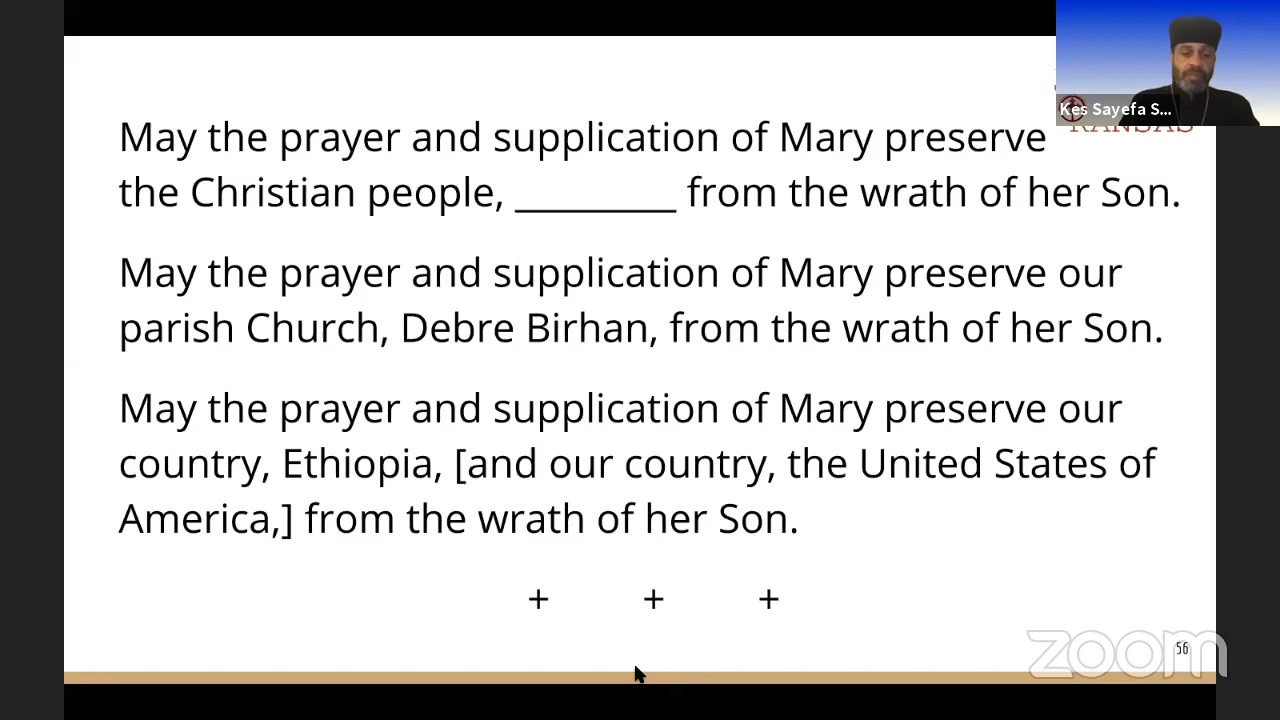 Kes Sayefa S...
KANSAS
May the prayer and supplication of Mary preserve
the Christian people, _________ from the wrath of her Son.
May the prayer and supplication of Mary preserve our
parish Church, Debre Birhan, from the wrath of her Son.
May the prayer and supplication of Mary preserve our
country, Ethiopia, [and our country, the United States of
America,] from the wrath of her Son.
+ + +
zoom
56